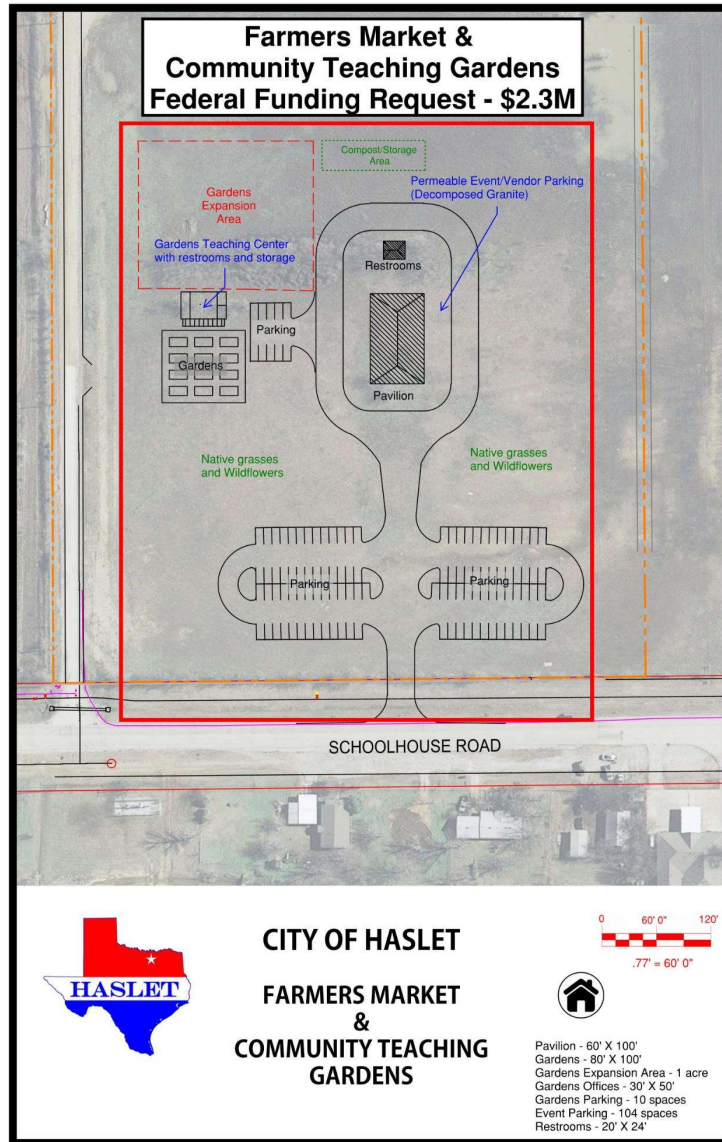 Farmers Market &
Community Teaching Gardens
Federal Funding Request - $2.3M
Compost/Storage
Area
Gardens
Expansion
Area
Permeable Event/Vendor Parking
(Decomposed Granite)
Gardens Teaching Center
with restrooms and storage
Restrooms
Parking
Gardens
Pavilion
Native grasses
and Wildflowers
Native grasses
and Wildflowers
Parking
Parking
SCHOOLHOUSE ROAD
HASLET
CITY OF HASLET
FARMERS MARKET
&
COMMUNITY TEACHING
GARDENS
0 60' 0" 120'
.77' = 60' 0"
Pavilion - 60' X 100'
Gardens - 80' X 100'
Gardens Expansion Area - 1 acre
Gardens Offices - 30' X 50'
Gardens Parking - 10 spaces
Event Parking - 104 spaces
Restrooms - 20' X 24'